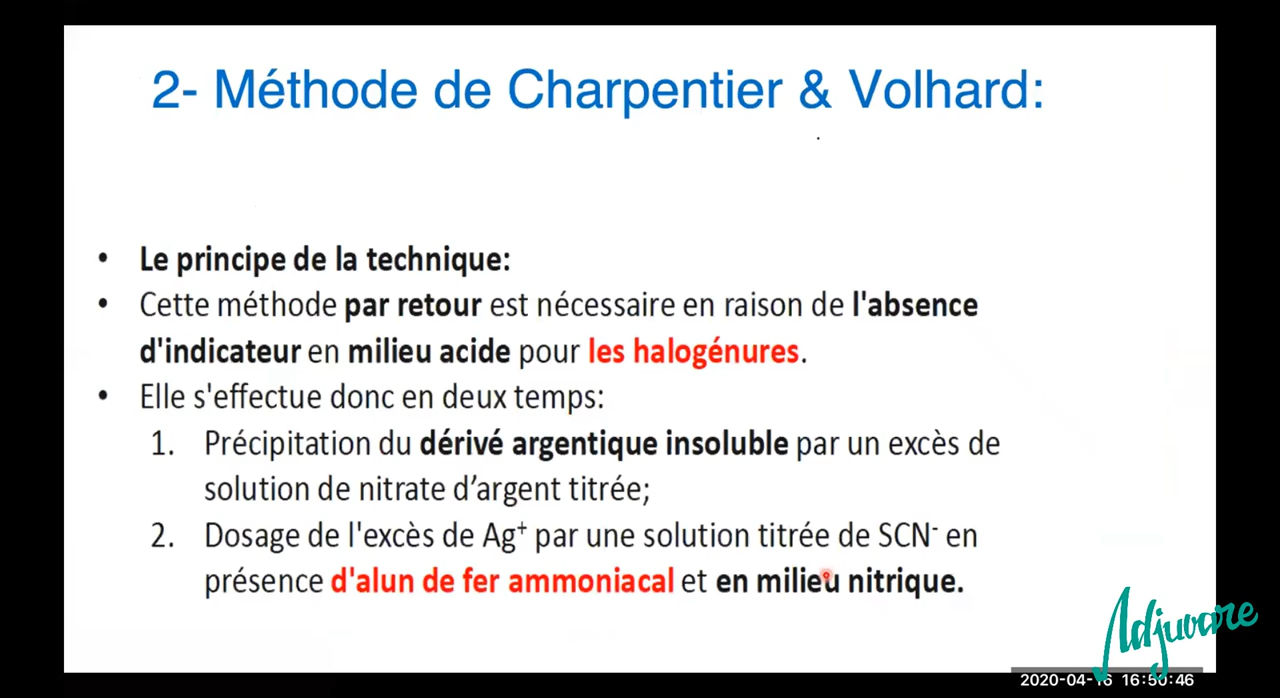 2- Méthode de Charpentier & Volhard:
• Le principe de la technique:
• Cette méthode par retour est nécessaire en raison de l'absence
d'indicateur en milieu acide pour les halogénures.
• Elle s'effectue donc en deux temps:
1. Précipitation du dérivé argentique insoluble par un excès de
solution de nitrate d’argent titrée;
2. Dosage de l'excès de Ag⁺ par une solution titrée de SCN⁻ en
présence d'alun de fer ammoniacal et en milieu nitrique.
Adjuvare
2020-04-16 16:50:46